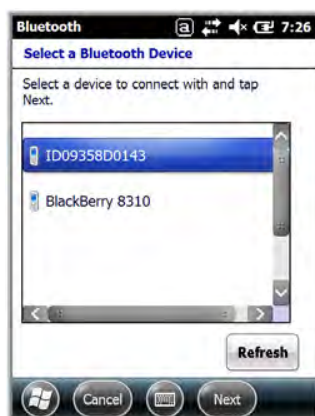 Bluetooth a 7:26
Select a Bluetooth Device
Select a device to connect with and tap
Next.
ID09358D0143
BlackBerry 8310
Refresh
Cancel Next